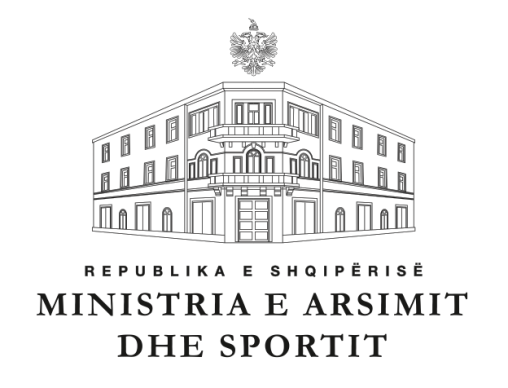 REPUBLIKA E SHQIPËRISË
MINISTRIA E ARSIMIT
DHE SPORTIT